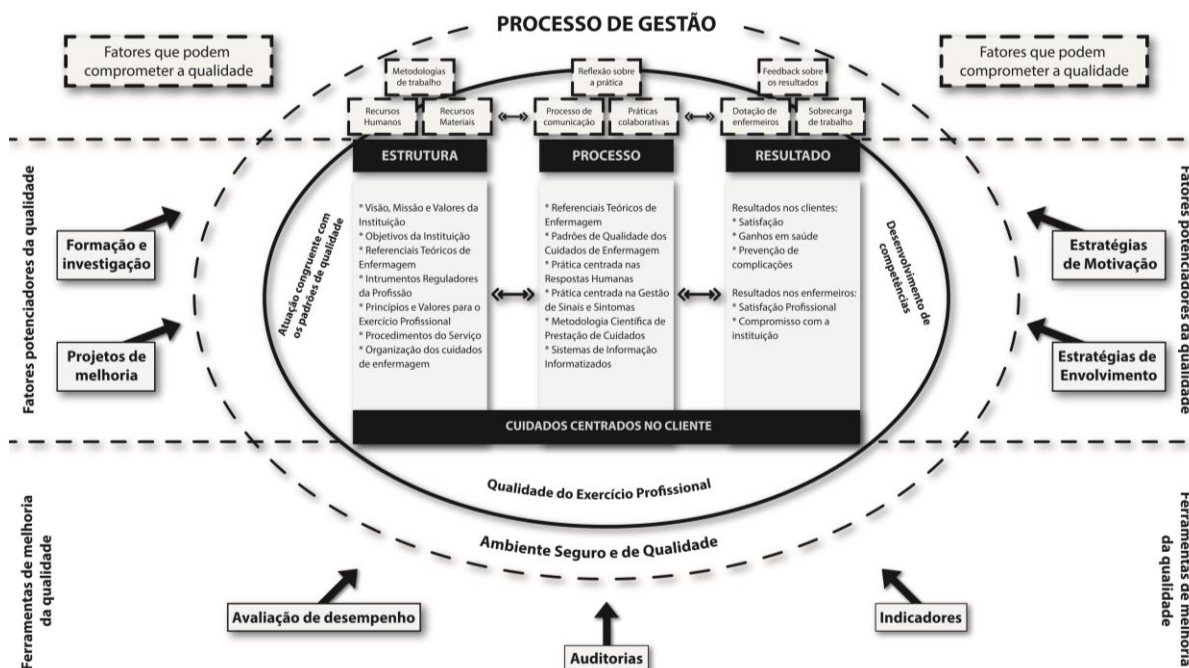 PROCESSO DE GESTÃO
Fatores que podem
comprometer a qualidade
Fatores que podem
comprometer a qualidade
Metodologias
de trabalho
Reflexão sobre
a prática
Feedback sobre
os resultados
Recursos
Humanos
Recursos
Materiais
Processo de
comunicação
Práticas
colaborativas
Dotação de
enfermeiros
Sobrecarga
de trabalho
Fatores potenciadores da qualidade
Formação e
investigação
Projetos de
melhoria
Atuação congruente com
os padrões de qualidade
ESTRUTURA
* Visão, Missão e Valores da
Instituição
* Objetivos da Instituição
* Referenciais Teóricos de
Enfermagem
* Intrumentos Reguladores
da Profissão
* Princípios e Valores para o
Exercício Profissional
* Procedimentos do Serviço
* Organização dos cuidados
de enfermagem
PROCESSO
* Referenciais Teóricos de
Enfermagem
* Padrões de Qualidade dos
Cuidados de Enfermagem
* Prática centrada nas
Respostas Humanas
* Prática centrada na Gestão
de Sinais e Sintomas
* Metodologia Científica de
Prestação de Cuidados
* Sistemas de Informação
Informatizados
RESULTADO
Resultados nos clientes:
* Satisfação
* Ganhos em saúde
* Prevenção de
complicações
Resultados nos enfermeiros:
* Satisfação Profissional
* Compromisso com a
instituição
Desenvolvimento de
competências
Estratégias
de Motivação
Estratégias de
Envolvimento
Fatores potenciadores da qualidade
CUIDADOS CENTRADOS NO CLIENTE
Qualidade do Exercício Profissional
Ambiente Seguro e de Qualidade
Ferramentas de melhoria
da qualidade
Avaliação de desempenho
Auditorias
Indicadores
Ferramentas de melhoria
da qualidade